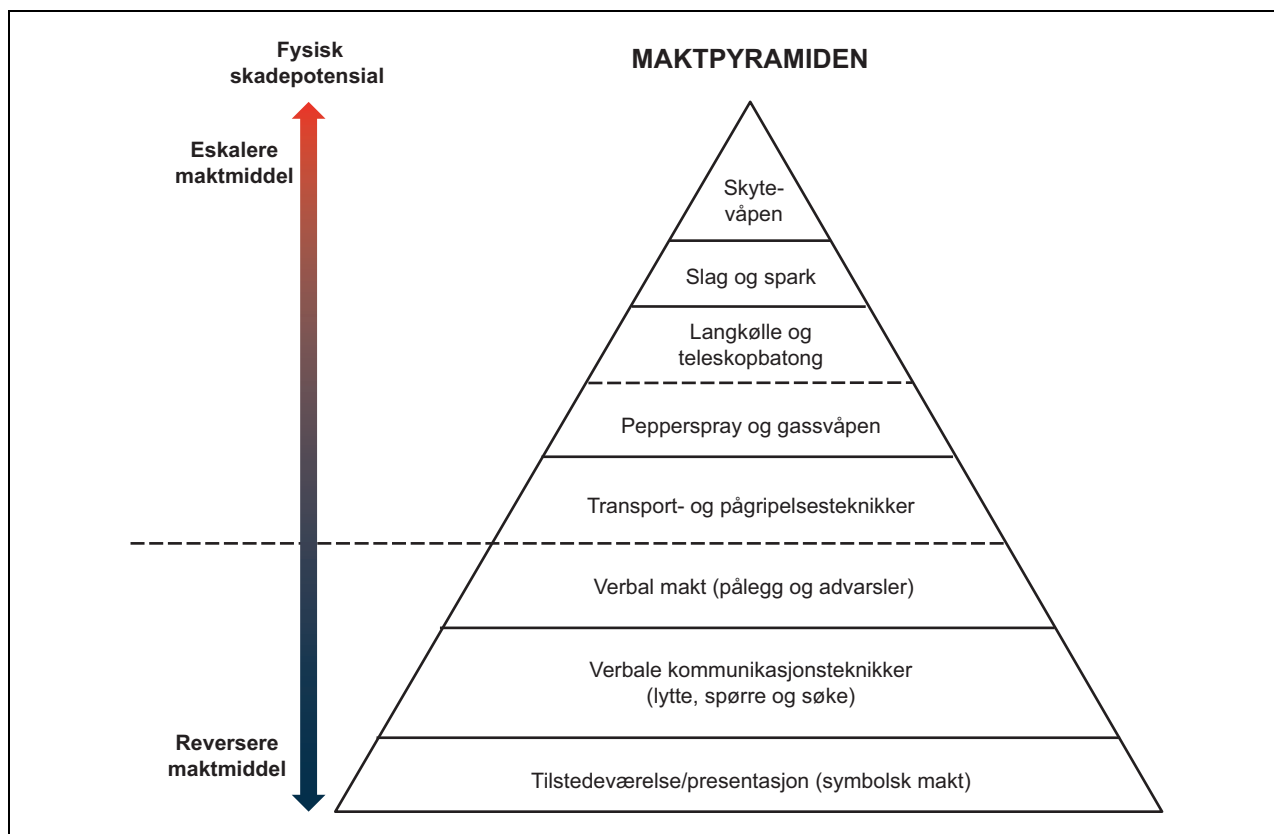 Fysisk
skadepotensial
MAKTPYRAMIDEN
Eskalere
maktmiddel
Skyte-
våpen
Slag og spark
Langkølle og
teleskopbatong
Pepperspray og gassvåpen
Transport- og pågripelsesteknikker
Verbal makt (pålegg og advarsler)
Verbale kommunikasjonsteknikker
(lytte, spørre og søke)
Reversere
maktmiddel
Tilstedeværelse/presentasjon (symbolsk makt)